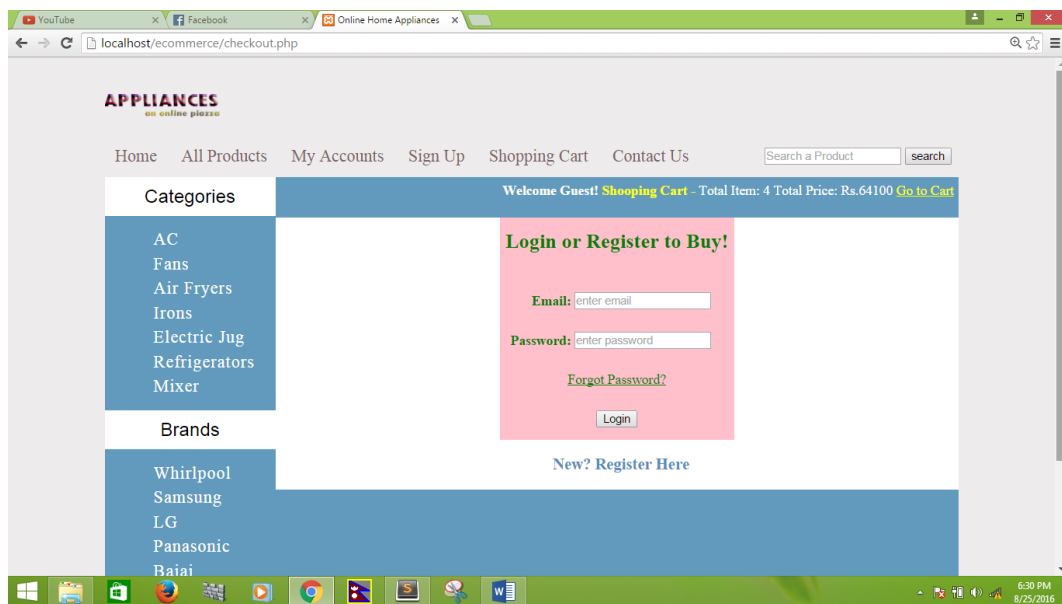 YouTube
Facebook
Online Home Appliances
localhost/ecommerce/checkout.php
APPLIANCES
an online piazza
Home All Products My Accounts Sign Up Shopping Cart Contact Us Search a Product search
Categories
Welcome Guest! Shooping Cart - Total Item: 4 Total Price: Rs.64100 Go to Cart
AC
Fans
Air Fryers
Irons
Electric Jug
Refrigerators
Mixer
Brands
Whirlpool
Samsung
LG
Panasonic
Bajaj
Login or Register to Buy!
Email: enter email
Password: enter password
Forgot Password?
Login
New? Register Here
6:30 PM
8/25/2016